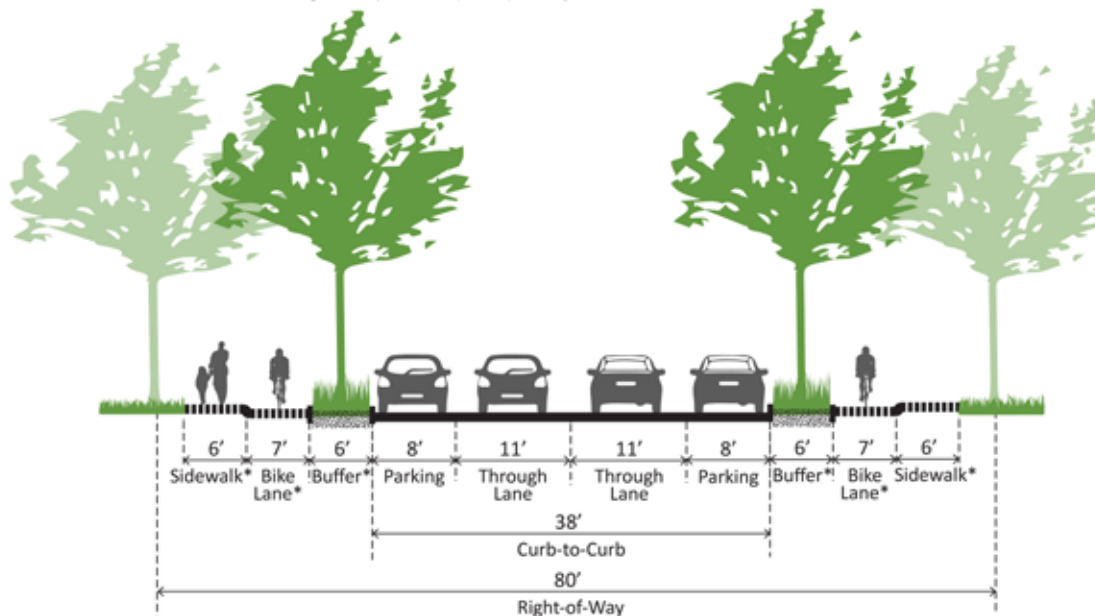 6’ 7’ 6’ 8’ 11’ 11’ 8’ 6’ 7’ 6’
Sidewalk* Bike Buffer* Parking Through Through Parking Buffer* Bike Sidewalk*
Lane* Lane Lane Lane*
38’
Curb-to-Curb
80’
Right-of-Way